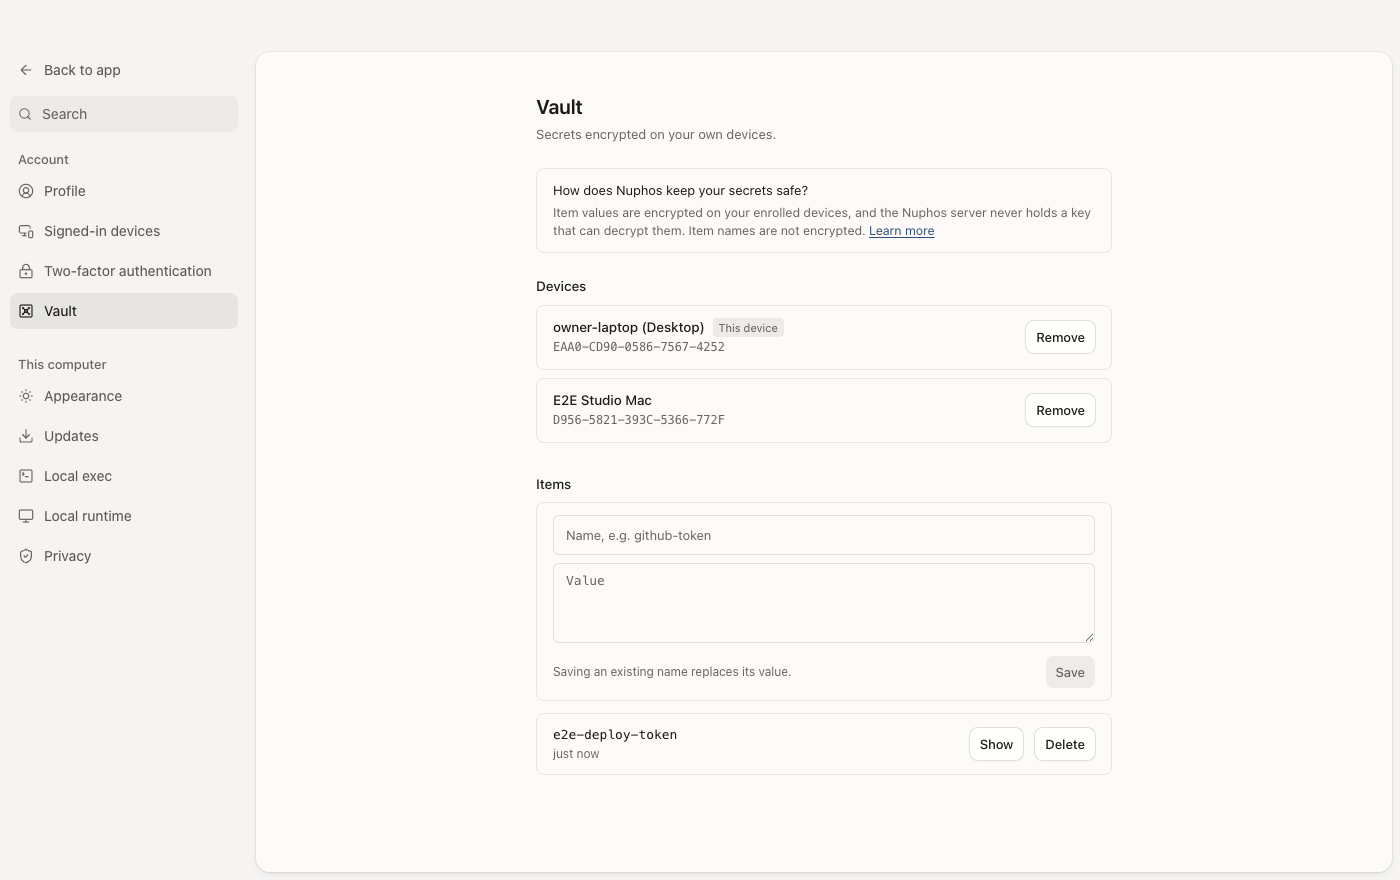 Back to app
Search
Account
Profile
Signed-in devices
Two-factor authentication
Vault
This computer
Appearance
Updates
Local exec
Local runtime
Privacy
Vault
Secrets encrypted on your own devices.
How does Nuphos keep your secrets safe?
Item values are encrypted on your enrolled devices, and the Nuphos server never holds a key
that can decrypt them. Item names are not encrypted. Learn more
Devices
owner-laptop (Desktop) This device
EAA0-CD90-0586-7567-4252
Remove
E2E Studio Mac
D956-5821-393C-5366-772F
Remove
Items
Name, e.g. github-token
Value
Saving an existing name replaces its value.
Save
e2e-deploy-token
just now
Show
Delete